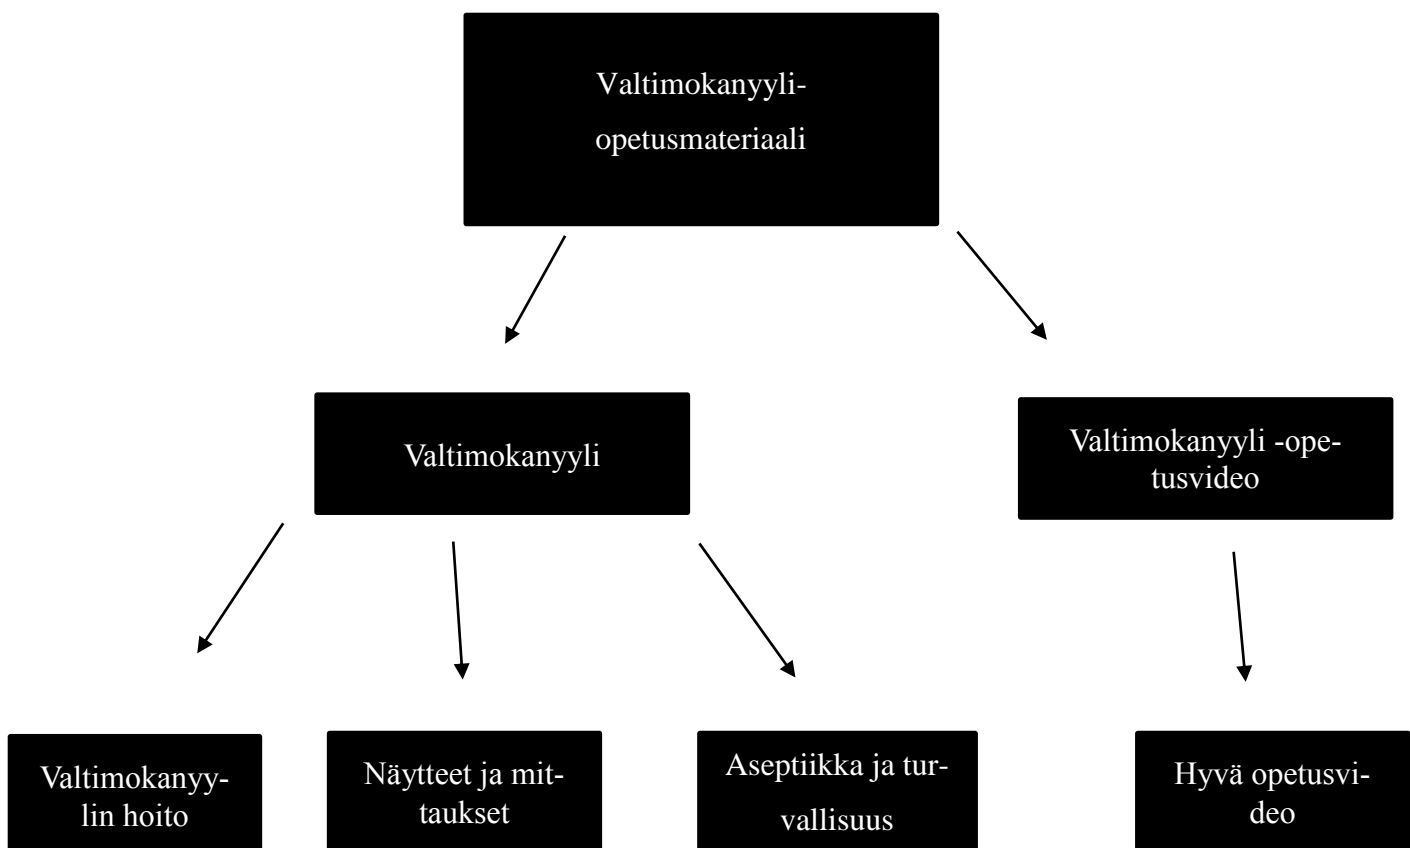 Valtimokanyyli-
opetusmateriaali
Valtimokanyyli
Valtimokanyyli -ope-
tusvideo
Valtimokanyy-
lin hoito
Näytteet ja mit-
taukset
Aseptiikka ja tur-
vallisuus
Hyvä opetusvi-
deo